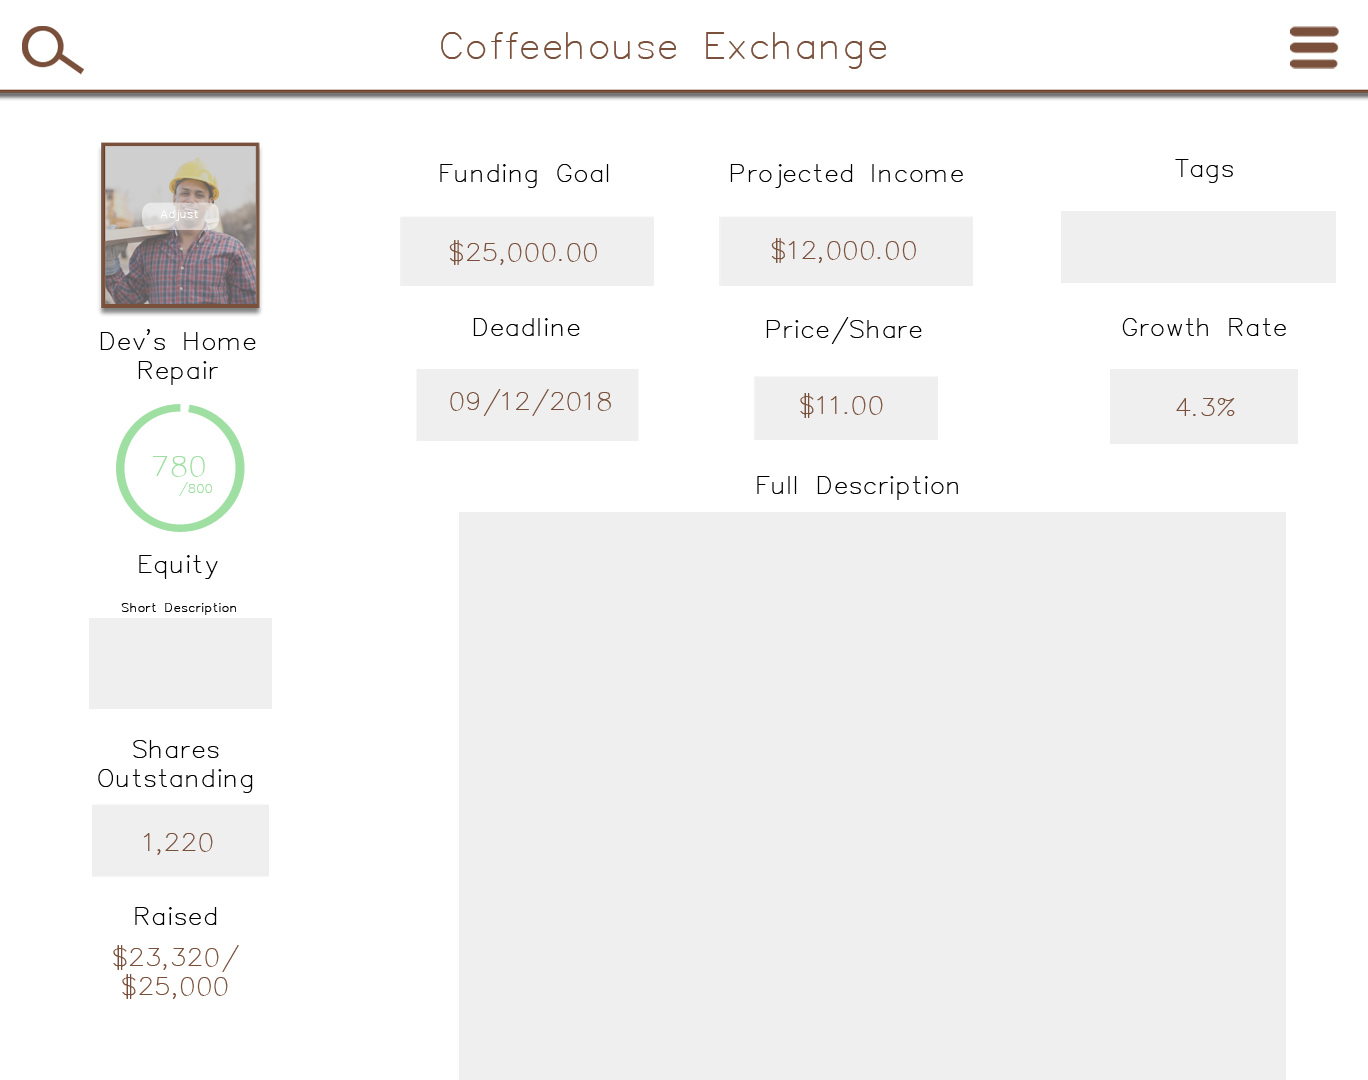 Coffeehouse Exchange
Adjust
Dev's Home
Repair
780
/800
Equity
Short Description
Shares
Outstanding
1,220
Raised
$23,320/
$25,000
Funding Goal
$25,000.00
Projected Income
$12,000.00
Tags
Deadline
09/12/2018
Price/Share
$11.00
Growth Rate
4.3%
Full Description